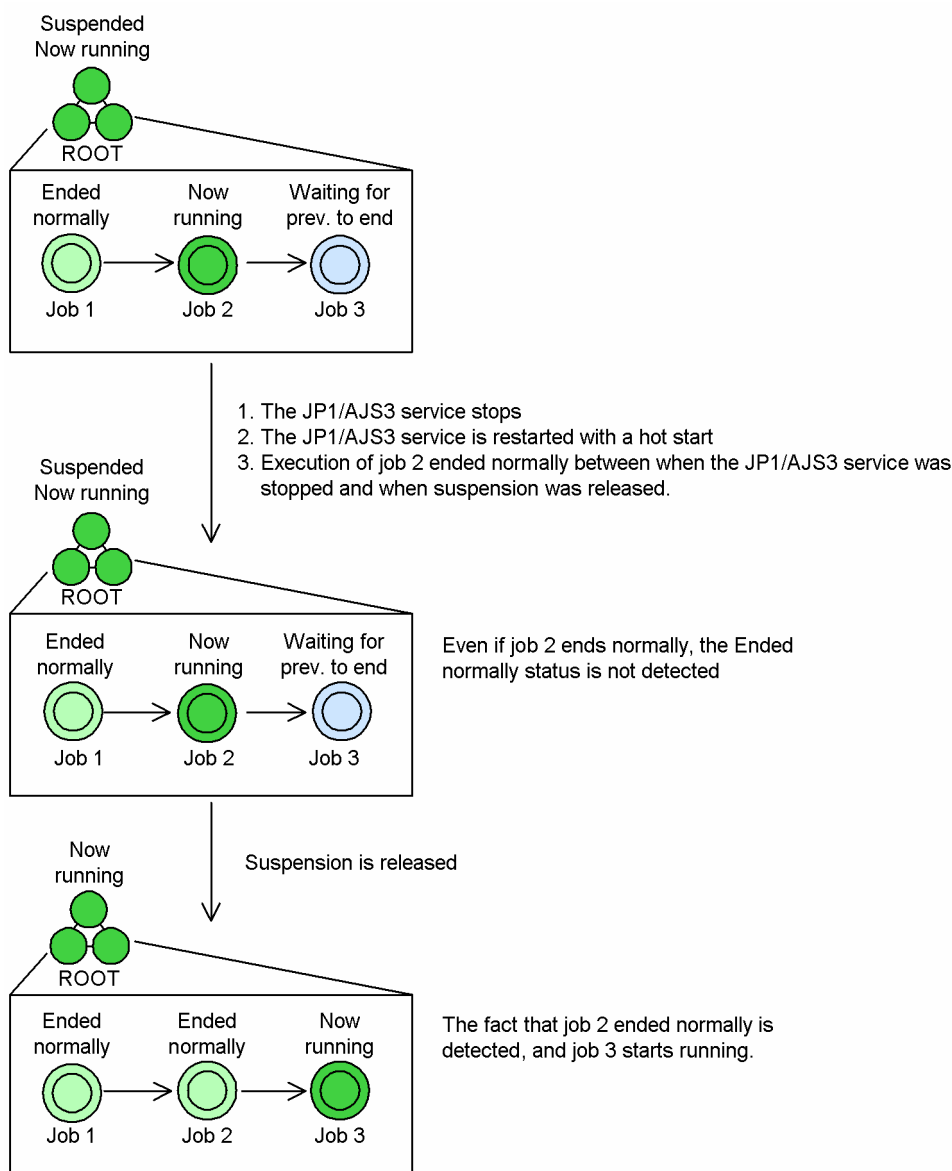 Suspended
Now running
ROOT
Ended
normally
Now
running
Waiting for
prev. to end
Job 1
Job 2
Job 3
1. The JP1/AJS3 service stops
2. The JP1/AJS3 service is restarted with a hot start
3. Execution of job 2 ended normally between when the JP1/AJS3 service was
stopped and when suspension was released.
Suspended
Now running
ROOT
Ended
normally
Now
running
Waiting for
prev. to end
Job 1
Job 2
Job 3
Even if job 2 ends normally, the Ended
normally status is not detected
Suspension is released
Now
running
ROOT
Ended
normally
Ended
normally
Now
running
Job 1
Job 2
Job 3
The fact that job 2 ended normally is
detected, and job 3 starts running.